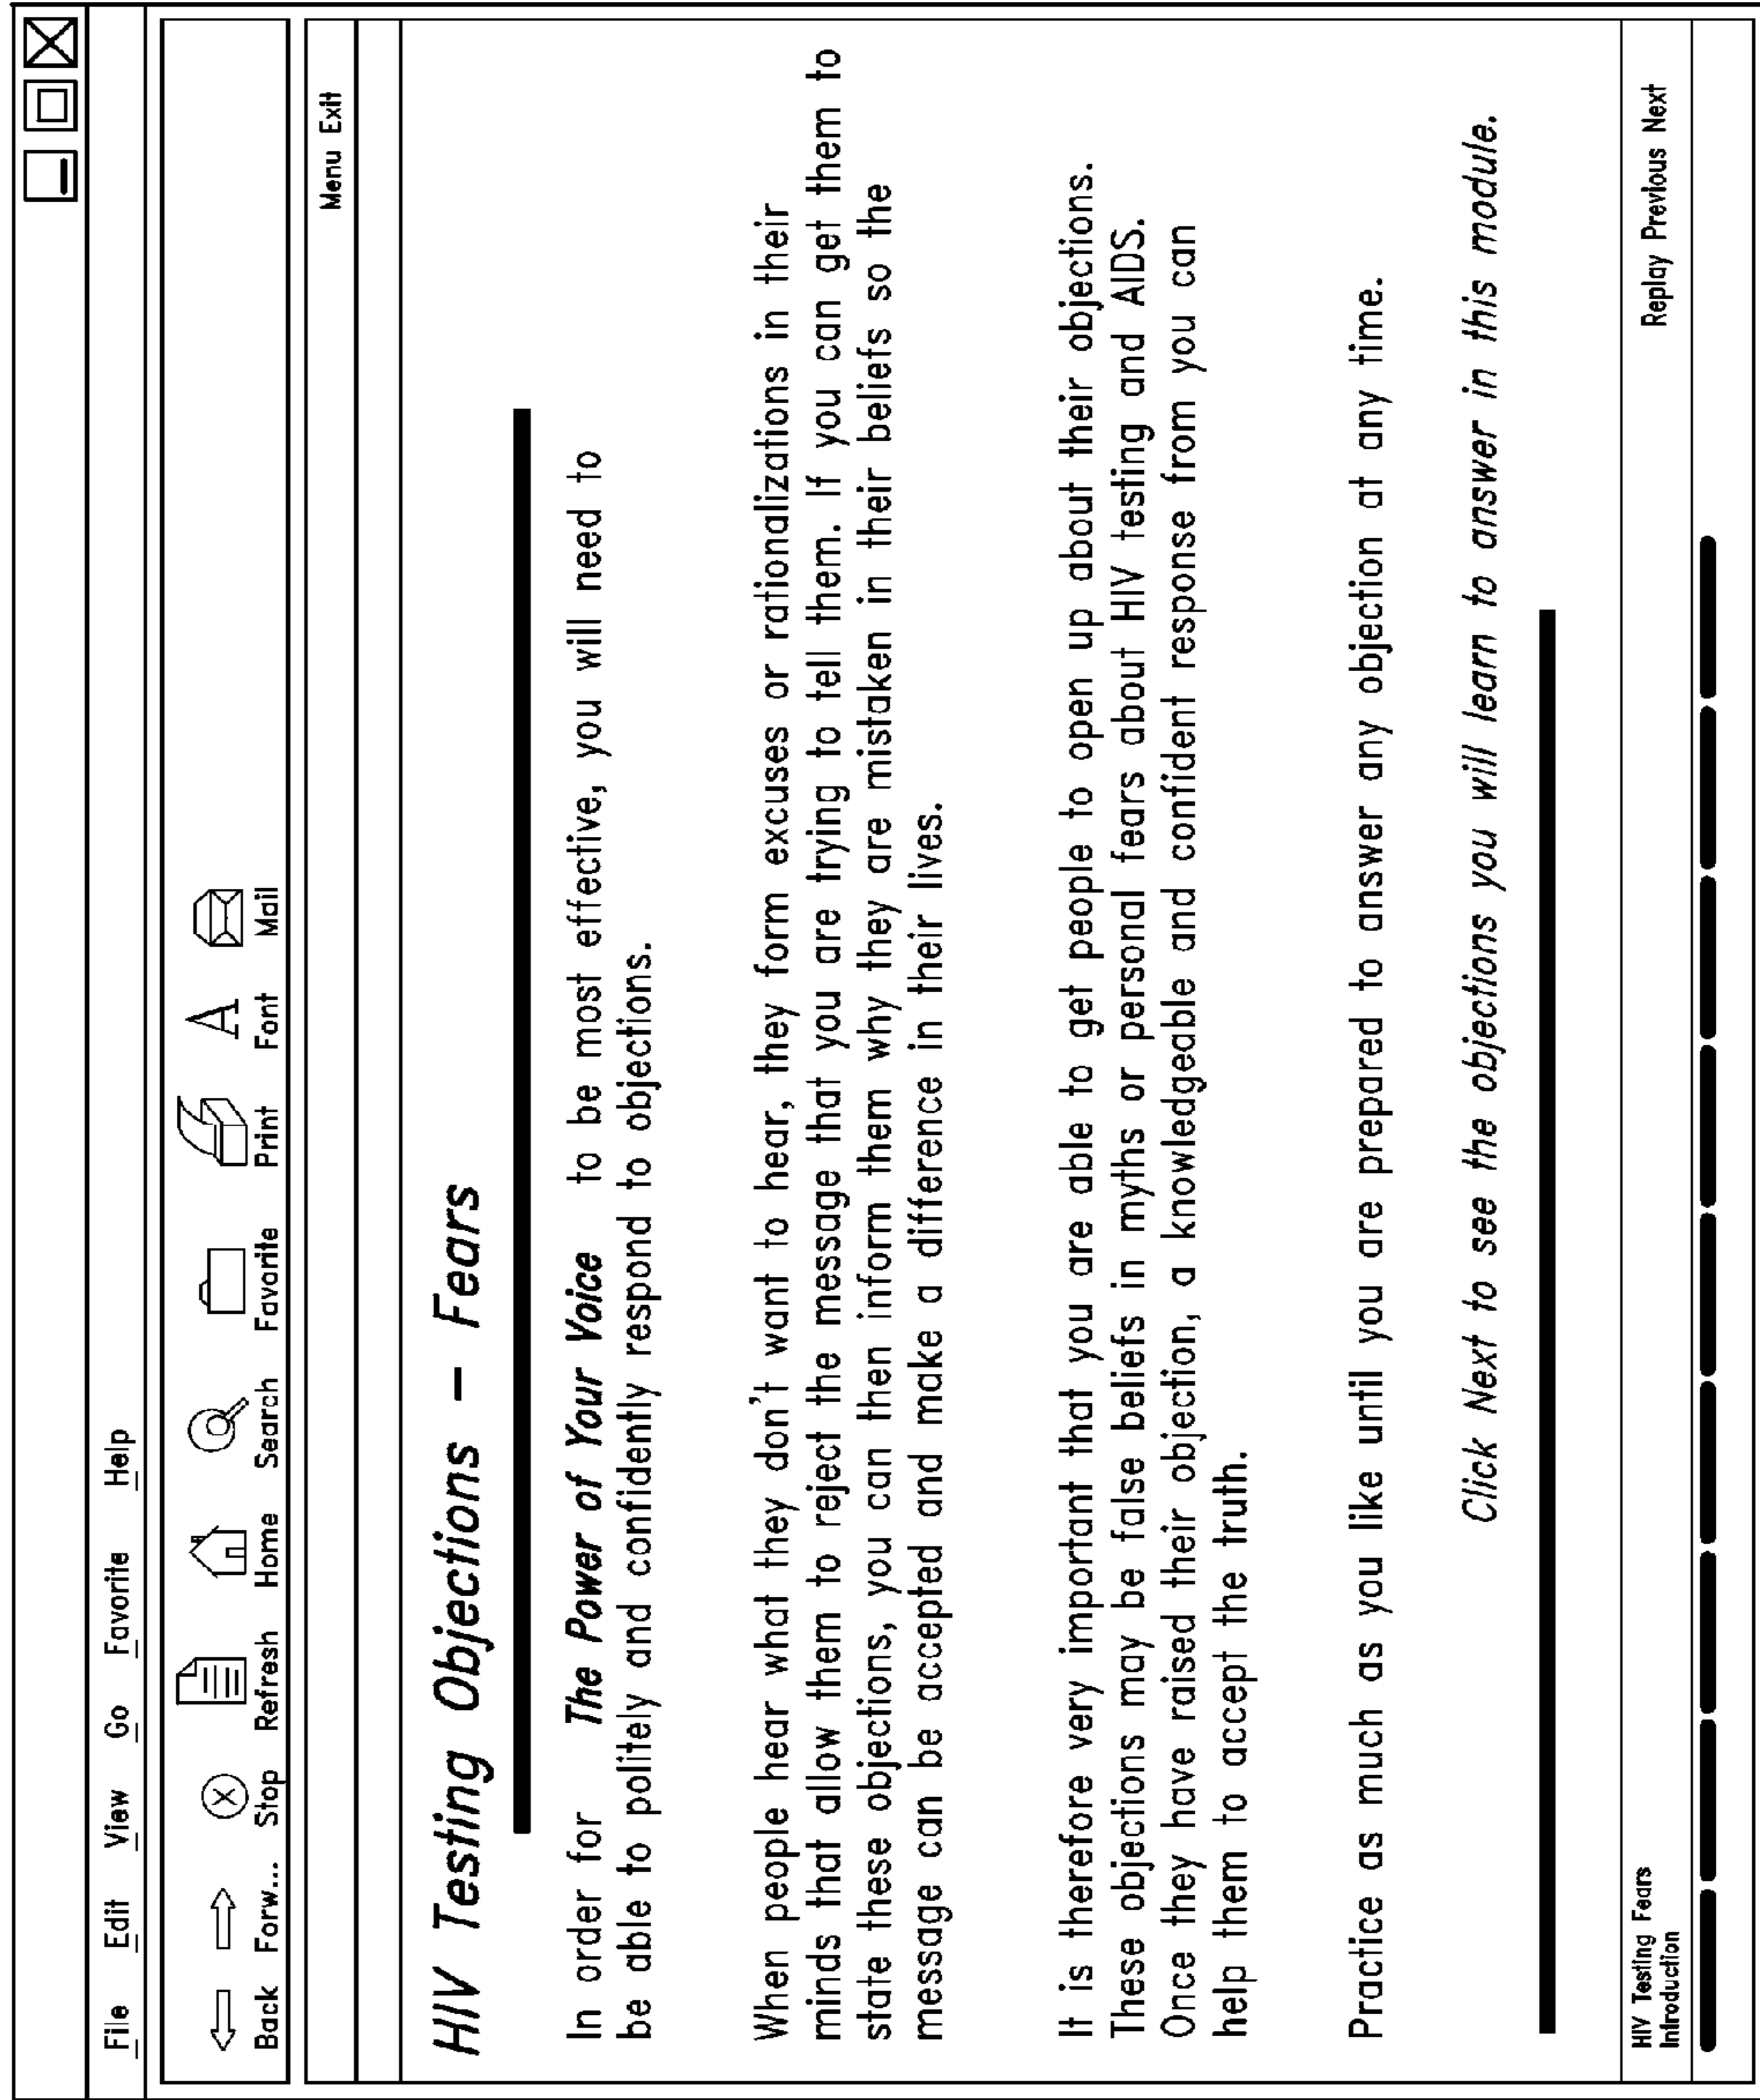 File Edit View Go Favorite Help
Back Forw... Stop Refresh Home Search Favorite Print Font Mail
Menu Exit
HIV Testing Objections – Fears
In order for The Power of Your Voice to be most effective, you will need to
be able to politely and confidently respond to objections.
When people hear what they don't want to hear, they form excuses or rationalizations in their
minds that allow them to reject the message that you are trying to tell them. If you can get them to
state these objections, you can then inform them why they are mistaken in their beliefs so the
message can be accepted and make a difference in their lives.
It is therefore very important that you are able to get people to open up about their objections.
These objections may be false beliefs in myths or personal fears about HIV testing and AIDS.
Once they have raised their objection, a knowledgeable and confident response from you can
help them to accept the truth.
Practice as much as you like until you are prepared to answer any objection at any time.
Click Next to see the objections you will learn to answer in this module.
HIV Testing Fears
Introduction
Replay Previous Next